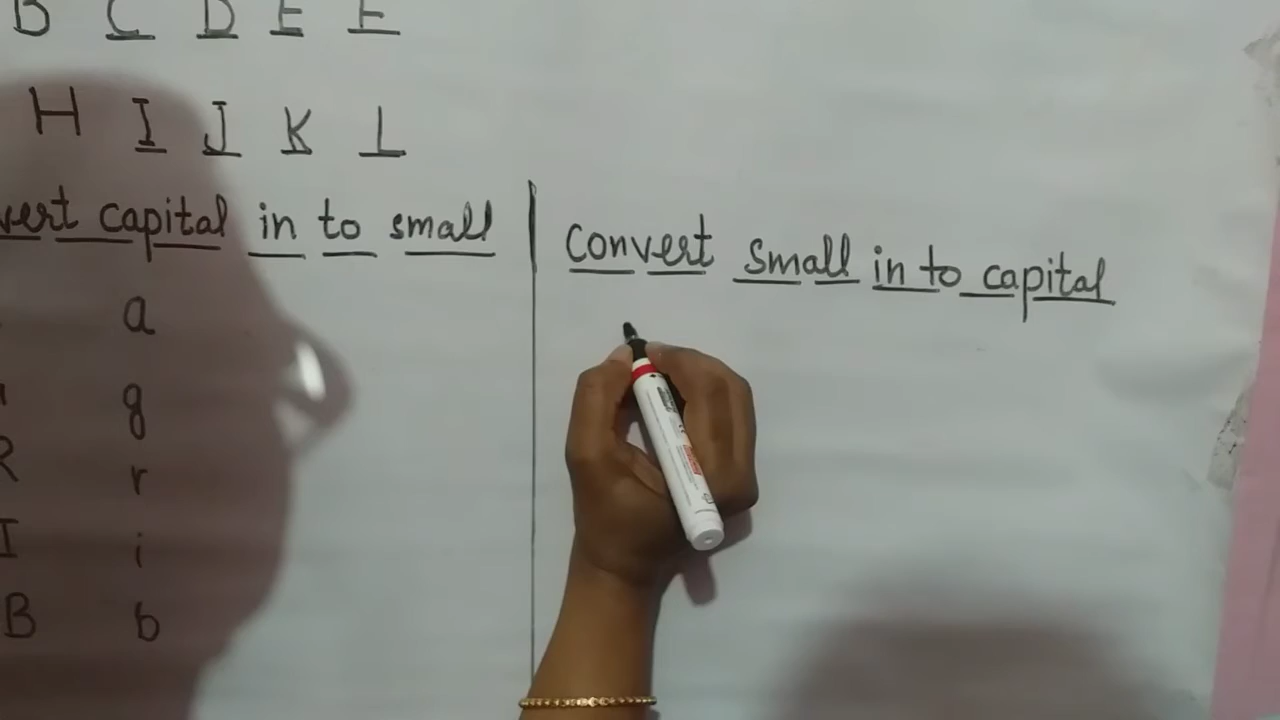 B C D E F
H I J K L
vert capital in to small
convert small in to capital
a
g
R r
I i
B b